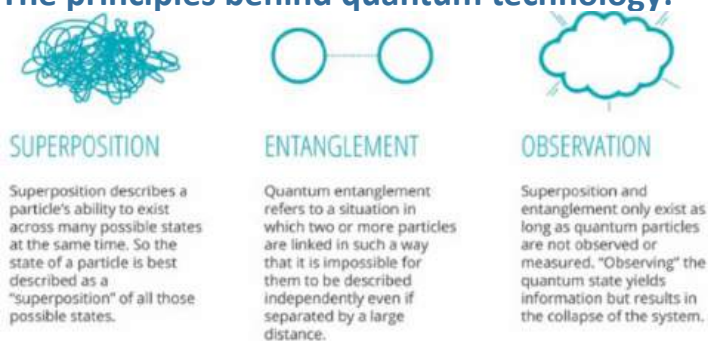 The principles behind quantum technology.
SUPERPOSITION
Superposition describes a
particle's ability to exist
across many possible states
at the same time. So the
state of a particle is best
described as a
"superposition" of all those
possible states.
ENTANGLEMENT
Quantum entanglement
refers to a situation in
which two or more particles
are linked in such a way
that it is impossible for
them to be described
independently even if
separated by a large
distance.
OBSERVATION
Superposition and
entanglement only exist as
long as quantum particles
are not observed or
measured. "Observing" the
quantum state yields
information but results in
the collapse of the system.